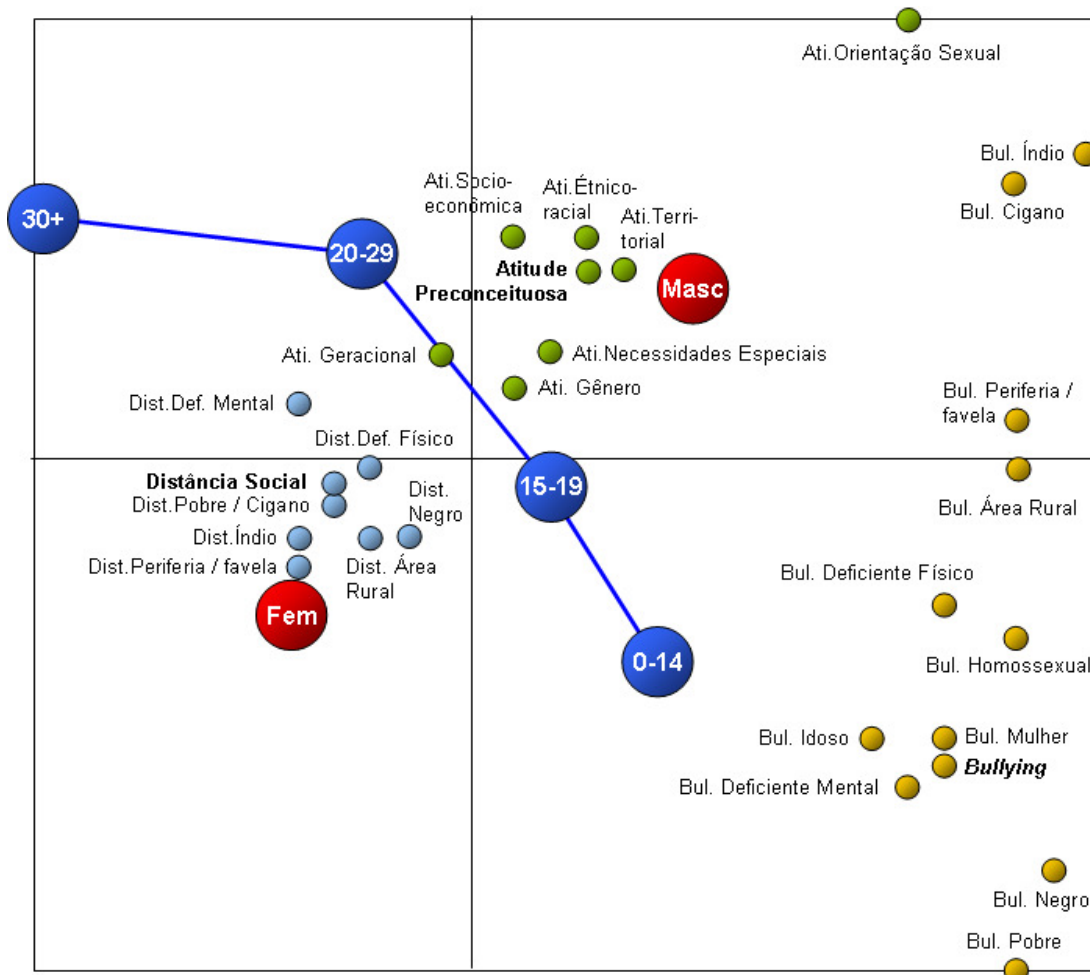 Ati.Orientação Sexual
Bul. Índio
Bul. Cigano
Ati.Socio-
econômica
Ati.Étnico-
racial
Ati.Terri-
torial
30+
20-29
Atitude
Preconceituosa
Masc
Ati. Geracional
Ati.Necessidades Especiais
Ati. Gênero
Dist.Def. Mental
Bul. Periferia /
favela
Dist.Def. Físico
Distância Social
Dist.Pobre / Cigano
Dist.
Negro
15-19
Bul. Área Rural
Dist.Índio
Dist.Periferia / favela
Dist. Área
Rural
Fem
Bul. Deficiente Físico
0-14
Bul. Homossexual
Bul. Idoso
Bul. Mulher
Bullying
Bul. Deficiente Mental
Bul. Negro
Bul. Pobre